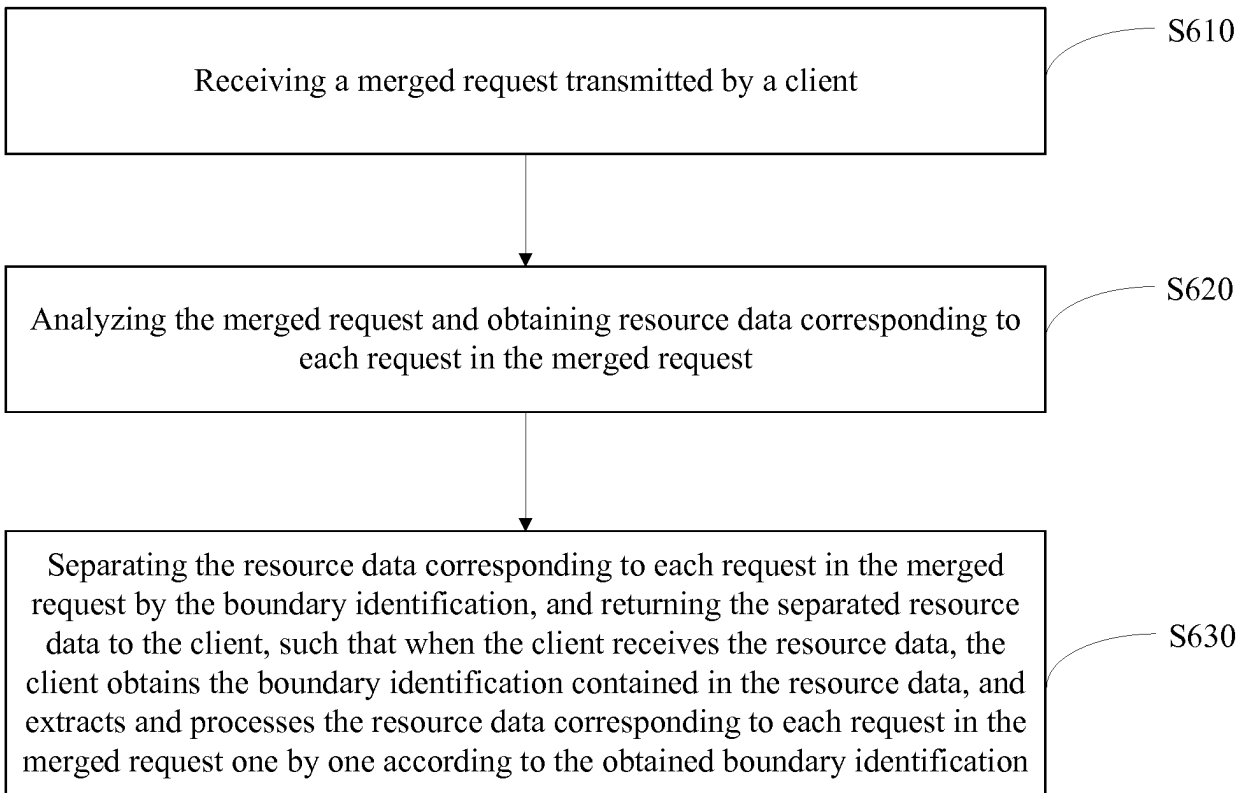 S610
Receiving a merged request transmitted by a client
S620
Analyzing the merged request and obtaining resource data corresponding to
each request in the merged request
Separating the resource data corresponding to each request in the merged
request by the boundary identification, and returning the separated resource
data to the client, such that when the client receives the resource data, the
S630
client obtains the boundary identification contained in the resource data, and
extracts and processes the resource data corresponding to each request in the
merged request one by one according to the obtained boundary identification